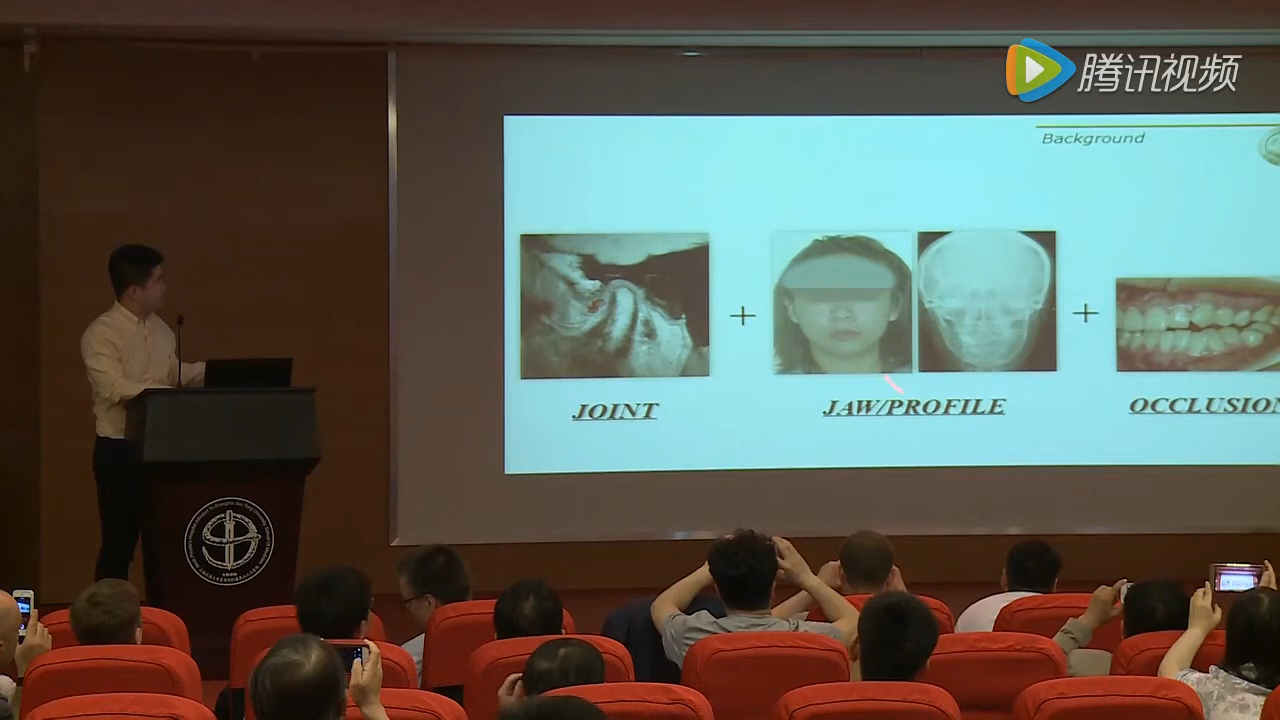 腾讯视频
Background
+
+
JOINT
JAW/PROFILE
OCCLUSION